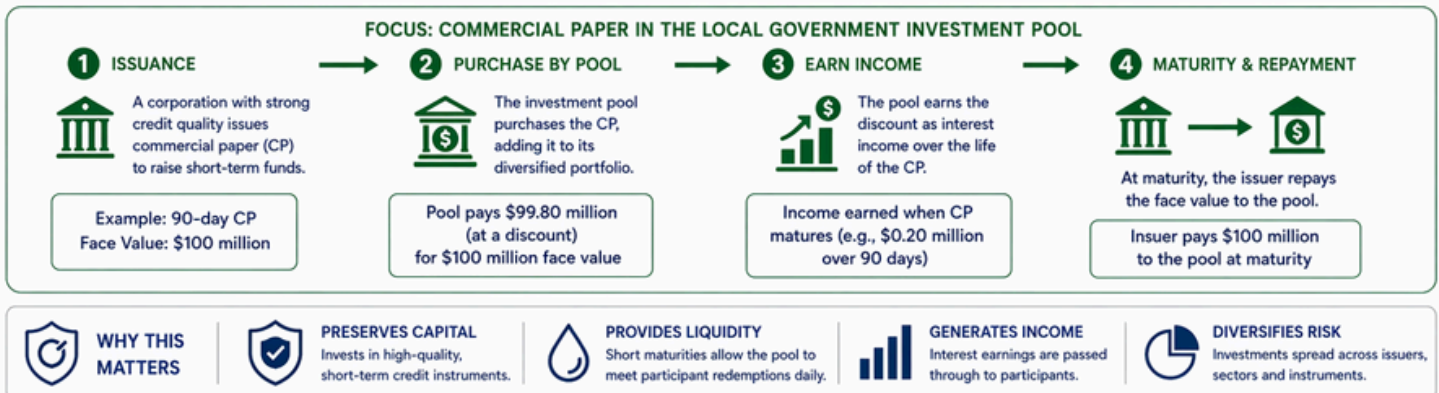 FOCUS: COMMERCIAL PAPER IN THE LOCAL GOVERNMENT INVESTMENT POOL
1 ISSUANCE
A corporation with strong
credit quality issues
commercial paper (CP)
to raise short-term funds.
Example: 90-day CP
Face Value: $100 million
2 PURCHASE BY POOL
$
The investment pool
purchases the CP,
adding it to its
diversified portfolio.
Pool pays $99.80 million
(at a discount)
for $100 million face value
3 EARN INCOME
$
The pool earns the
discount as interest
income over the life
of the CP.
Income earned when CP
matures (e.g., $0.20 million
over 90 days)
4 MATURITY & REPAYMENT
$
At maturity, the issuer repays
the face value to the pool.
Insuer pays $100 million
to the pool at maturity
WHY THIS
MATTERS
PRESERVES CAPITAL
Invests in high-quality,
short-term credit instruments.
PROVIDES LIQUIDITY
Short maturities allow the pool to
meet participant redemptions daily.
GENERATES INCOME
Interest earnings are passed
through to participants.
DIVERSIFIES RISK
Investments spread across issuers,
sectors and instruments.